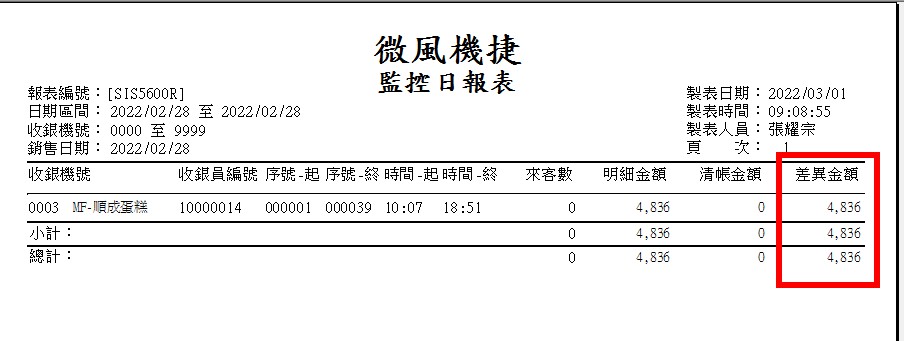 微風機捷
監控日報表
報表編號：[SIS5600R] 製表日期：2022/03/01
日期區間：2022/02/28 至 2022/02/28 製表時間：09:08:55
收銀機號：0000 至 9999 製表人員：張耀宗
銷售日期：2022/02/28 頁 次： 1
收銀機號 收銀員編號 序號-起 序號-終 時間-起 時間-終 來客數 明細金額 清帳金額 差異金額
0003 MF-順成蛋糕 10000014 000001 000039 10:07 18:51 0 4,836 0 4,836
小計： 0 4,836 0 4,836
總計： 0 4,836 0 4,836